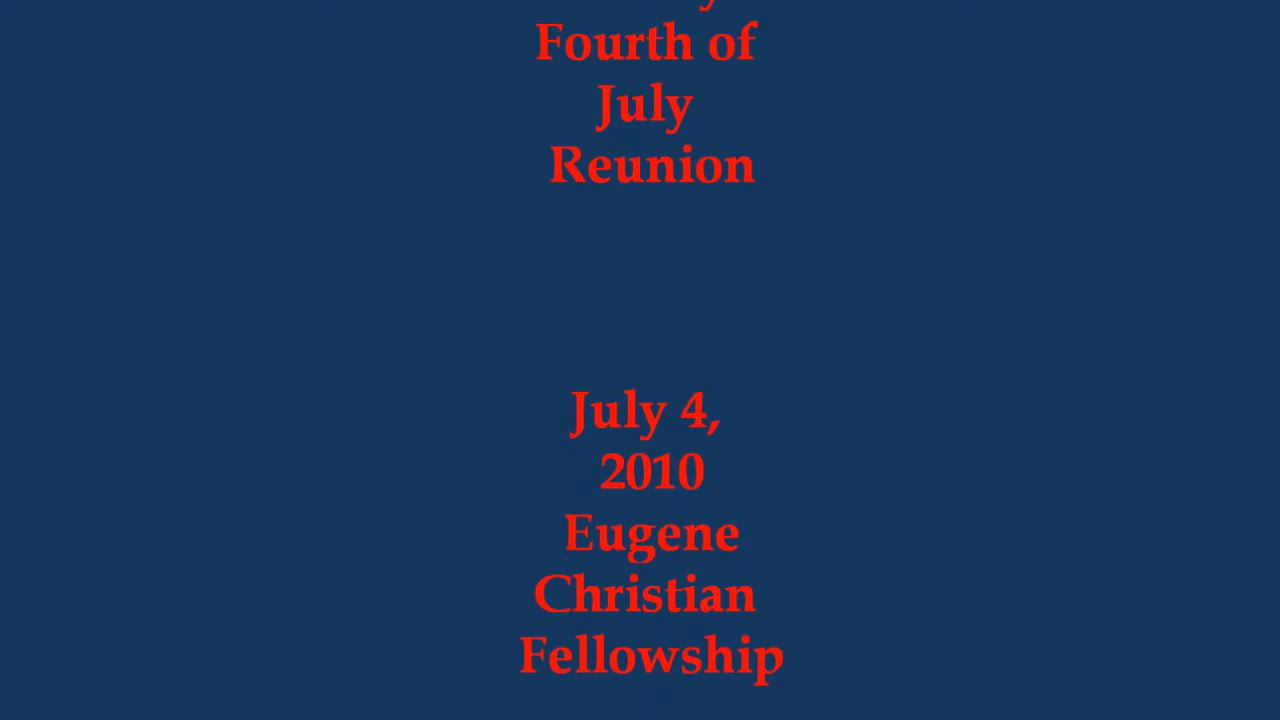 Fourth of
July
Reunion
July 4,
2010
Eugene
Christian
Fellowship